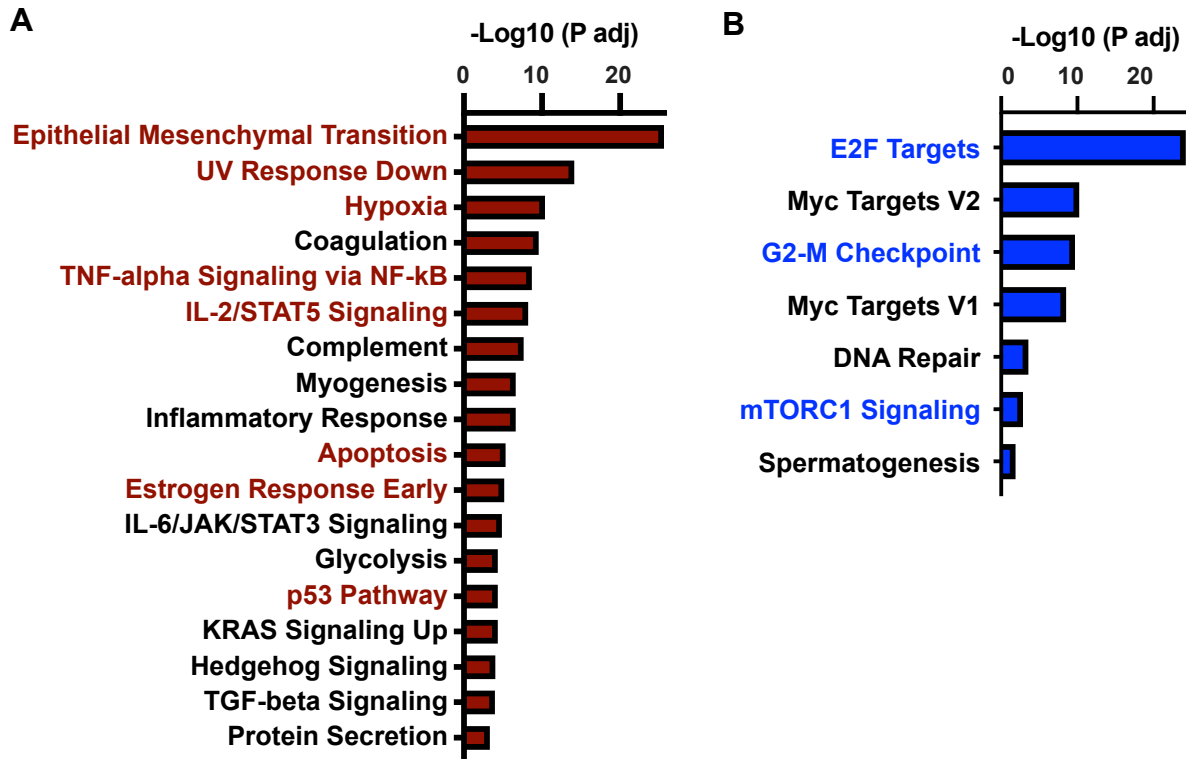 A
-Log10 (P adj)
0 10 20
Epithelial Mesenchymal Transition
UV Response Down
Hypoxia
Coagulation
TNF-alpha Signaling via NF-kB
IL-2/STAT5 Signaling
Complement
Myogenesis
Inflammatory Response
Apoptosis
Estrogen Response Early
IL-6/JAK/STAT3 Signaling
Glycolysis
p53 Pathway
KRAS Signaling Up
Hedgehog Signaling
TGF-beta Signaling
Protein Secretion
B
-Log10 (P adj)
0 10 20
E2F Targets
Myc Targets V2
G2-M Checkpoint
Myc Targets V1
DNA Repair
mTORC1 Signaling
Spermatogenesis